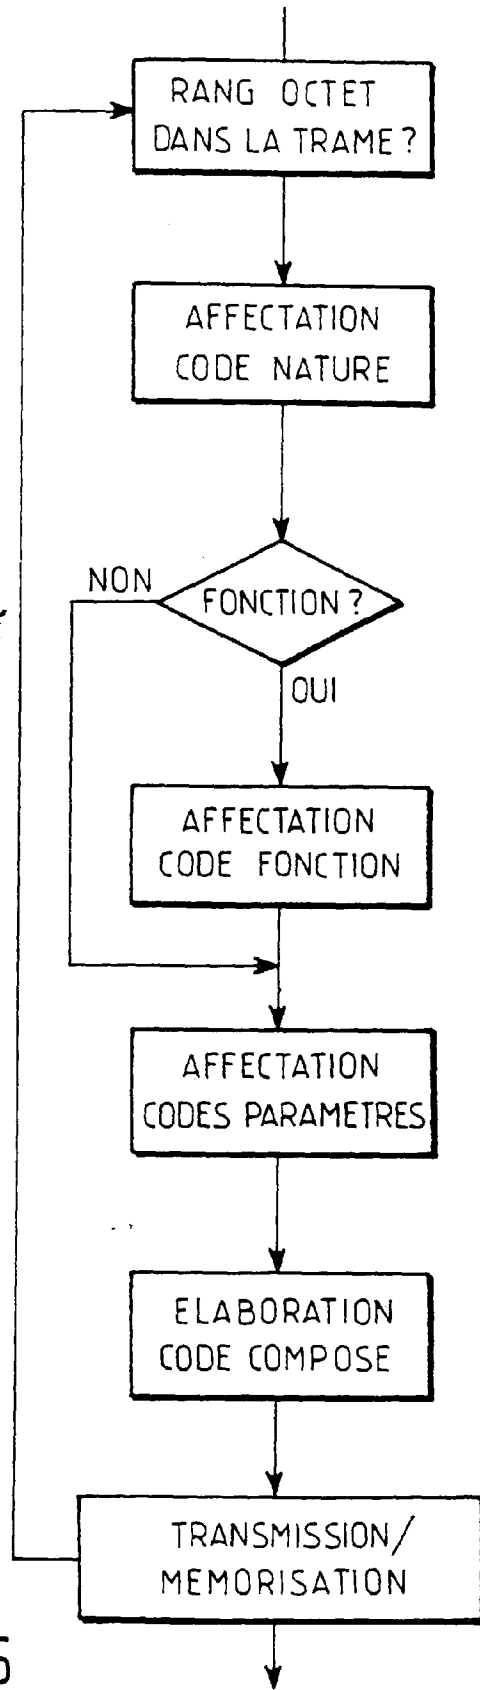 RANG OCTET
DANS LA TRAME ?
AFFECTATION
CODE NATURE
NON
FONCTION ?
OUI
AFFECTATION
CODE FONCTION
AFFECTATION
CODES PARAMETRES
ELABORATION
CODE COMPOSE
TRANSMISSION/
MEMORISATION